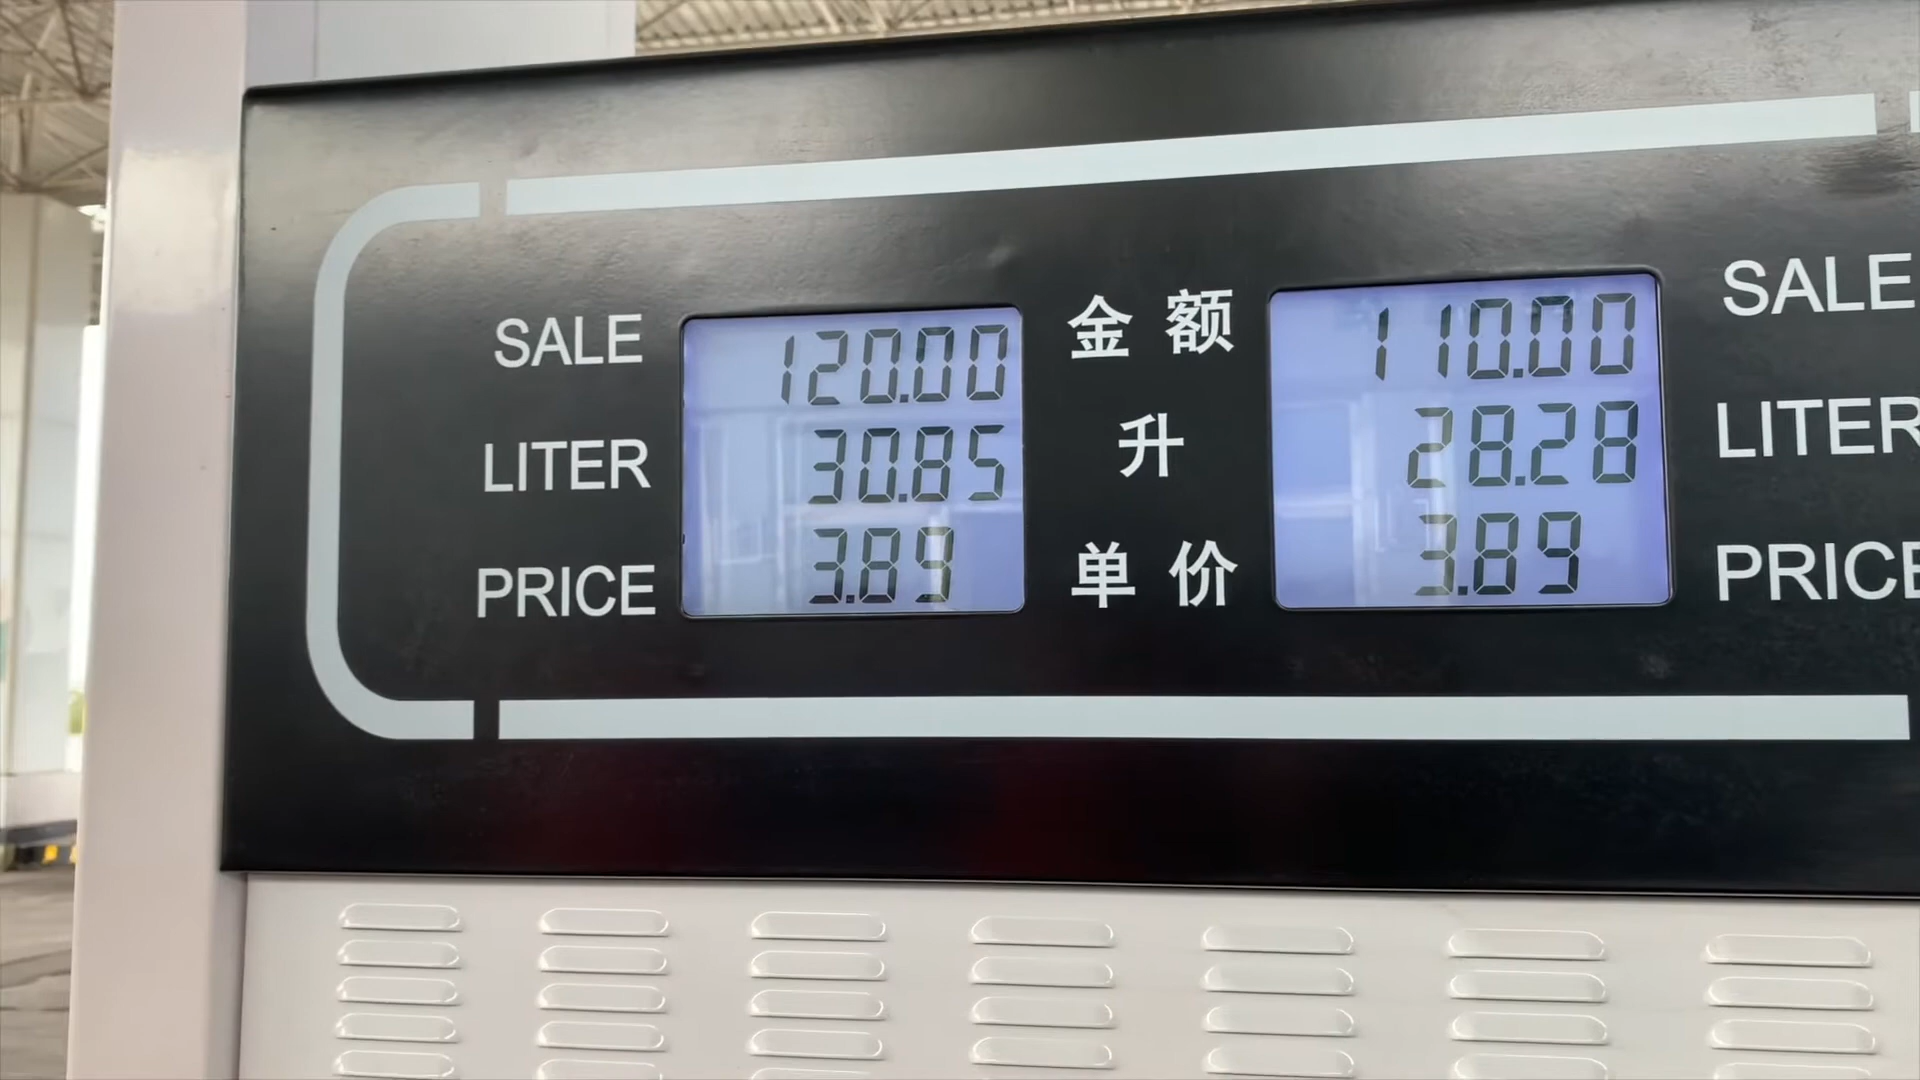 SALE 120.00 金额 110.00 SALE
LITER 30.85 升 28.28 LITER
PRICE 3.89 单价 3.89 PRICE